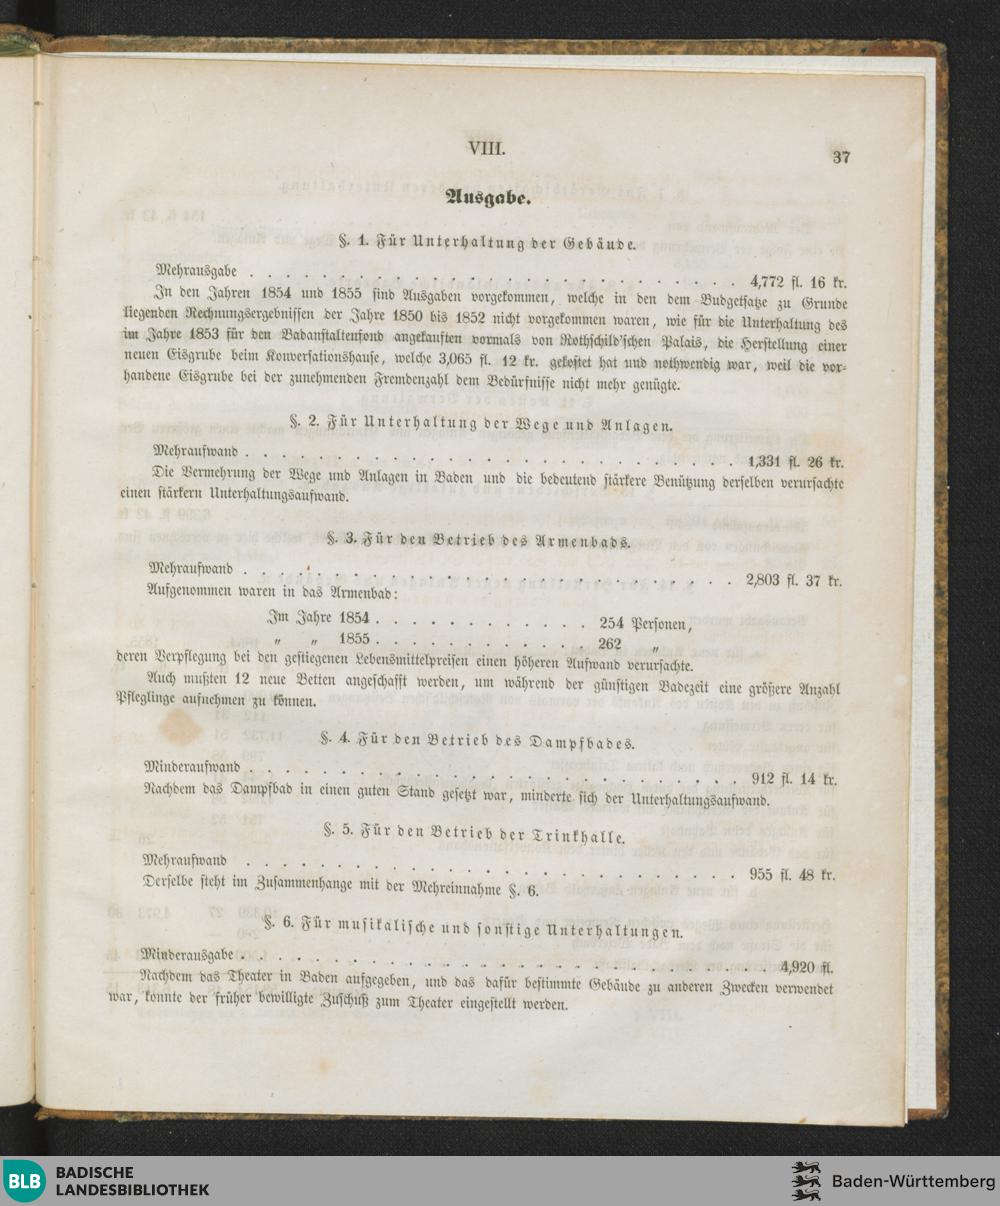 VIII.
37
Ausgabe.
§. 1. Für Unterhaltung der Gebäude.
Mehrausgabe . . . . . . . . . . . . . . . . . . . . . . . . 4,772 fl. 16 kr.
In den Jahren 1854 und 1855 sind Ausgaben vorgekommen, welche in den dem Budgetsatze zu Grunde
liegenden Rechnungsergebnissen der Jahre 1850 bis 1852 nicht vorgekommen waren, wie für die Unterhaltung des
im Jahre 1853 für den Badanstaltenfond angekauften vormals von Rothschild'schen Palais, die Herstellung einer
neuen Eisgrube beim Konversationshause, welche 3,065 fl. 12 kr. gekostet hat und nothwendig war, weil die vor-
handene Eisgrube bei der zunehmenden Fremdenzahl dem Bedürfnisse nicht mehr genügte.
§. 2. Für Unterhaltung der Wege und Anlagen.
Mehraufwand . . . . . . . . . . . . . . . . . . . . . . . . 1,331 fl. 26 kr.
Die Vermehrung der Wege und Anlagen in Baden und die bedeutend stärkere Benützung derselben verursachte
einen stärkern Unterhaltungsaufwand.
§. 3. Für den Betrieb des Armenbads.
Mehraufwand . . . . . . . . . . . . . . . . . . . . . . . . 2,803 fl. 37 kr.
Aufgenommen waren in das Armenbad:
Im Jahre 1854 . . . . . . . . . . . . 254 Personen,
„ „ 1855 . . . . . . . . . . . . 262 „
deren Verpflegung bei den gestiegenen Lebensmittelpreisen einen höheren Aufwand verursachte.
Auch mußten 12 neue Betten angeschafft werden, um während der günstigen Badezeit eine größere Anzahl
Pfleglinge aufnehmen zu können.
§. 4. Für den Betrieb des Dampfbades.
Minderaufwand . . . . . . . . . . . . . . . . . . . . . . . . 912 fl. 14 kr.
Nachdem das Dampfbad in einen guten Stand gesetzt war, minderte sich der Unterhaltungsaufwand.
§. 5. Für den Betrieb der Trinkhalle.
Mehraufwand . . . . . . . . . . . . . . . . . . . . . . . . 955 fl. 48 kr.
Derselbe steht im Zusammenhange mit der Mehreinnahme §. 6.
§. 6. Für musikalische und sonstige Unterhaltungen.
Minderausgabe . . . . . . . . . . . . . . . . . . . . . . . . 4,920 fl.
Nachdem das Theater in Baden aufgegeben, und das dafür bestimmte Gebäude zu anderen Zwecken verwendet
war, konnte der früher bewilligte Zuschuß zum Theater eingestellt werden.
BLB
BADISCHE
LANDESBIBLIOTHEK
Baden-Württemberg